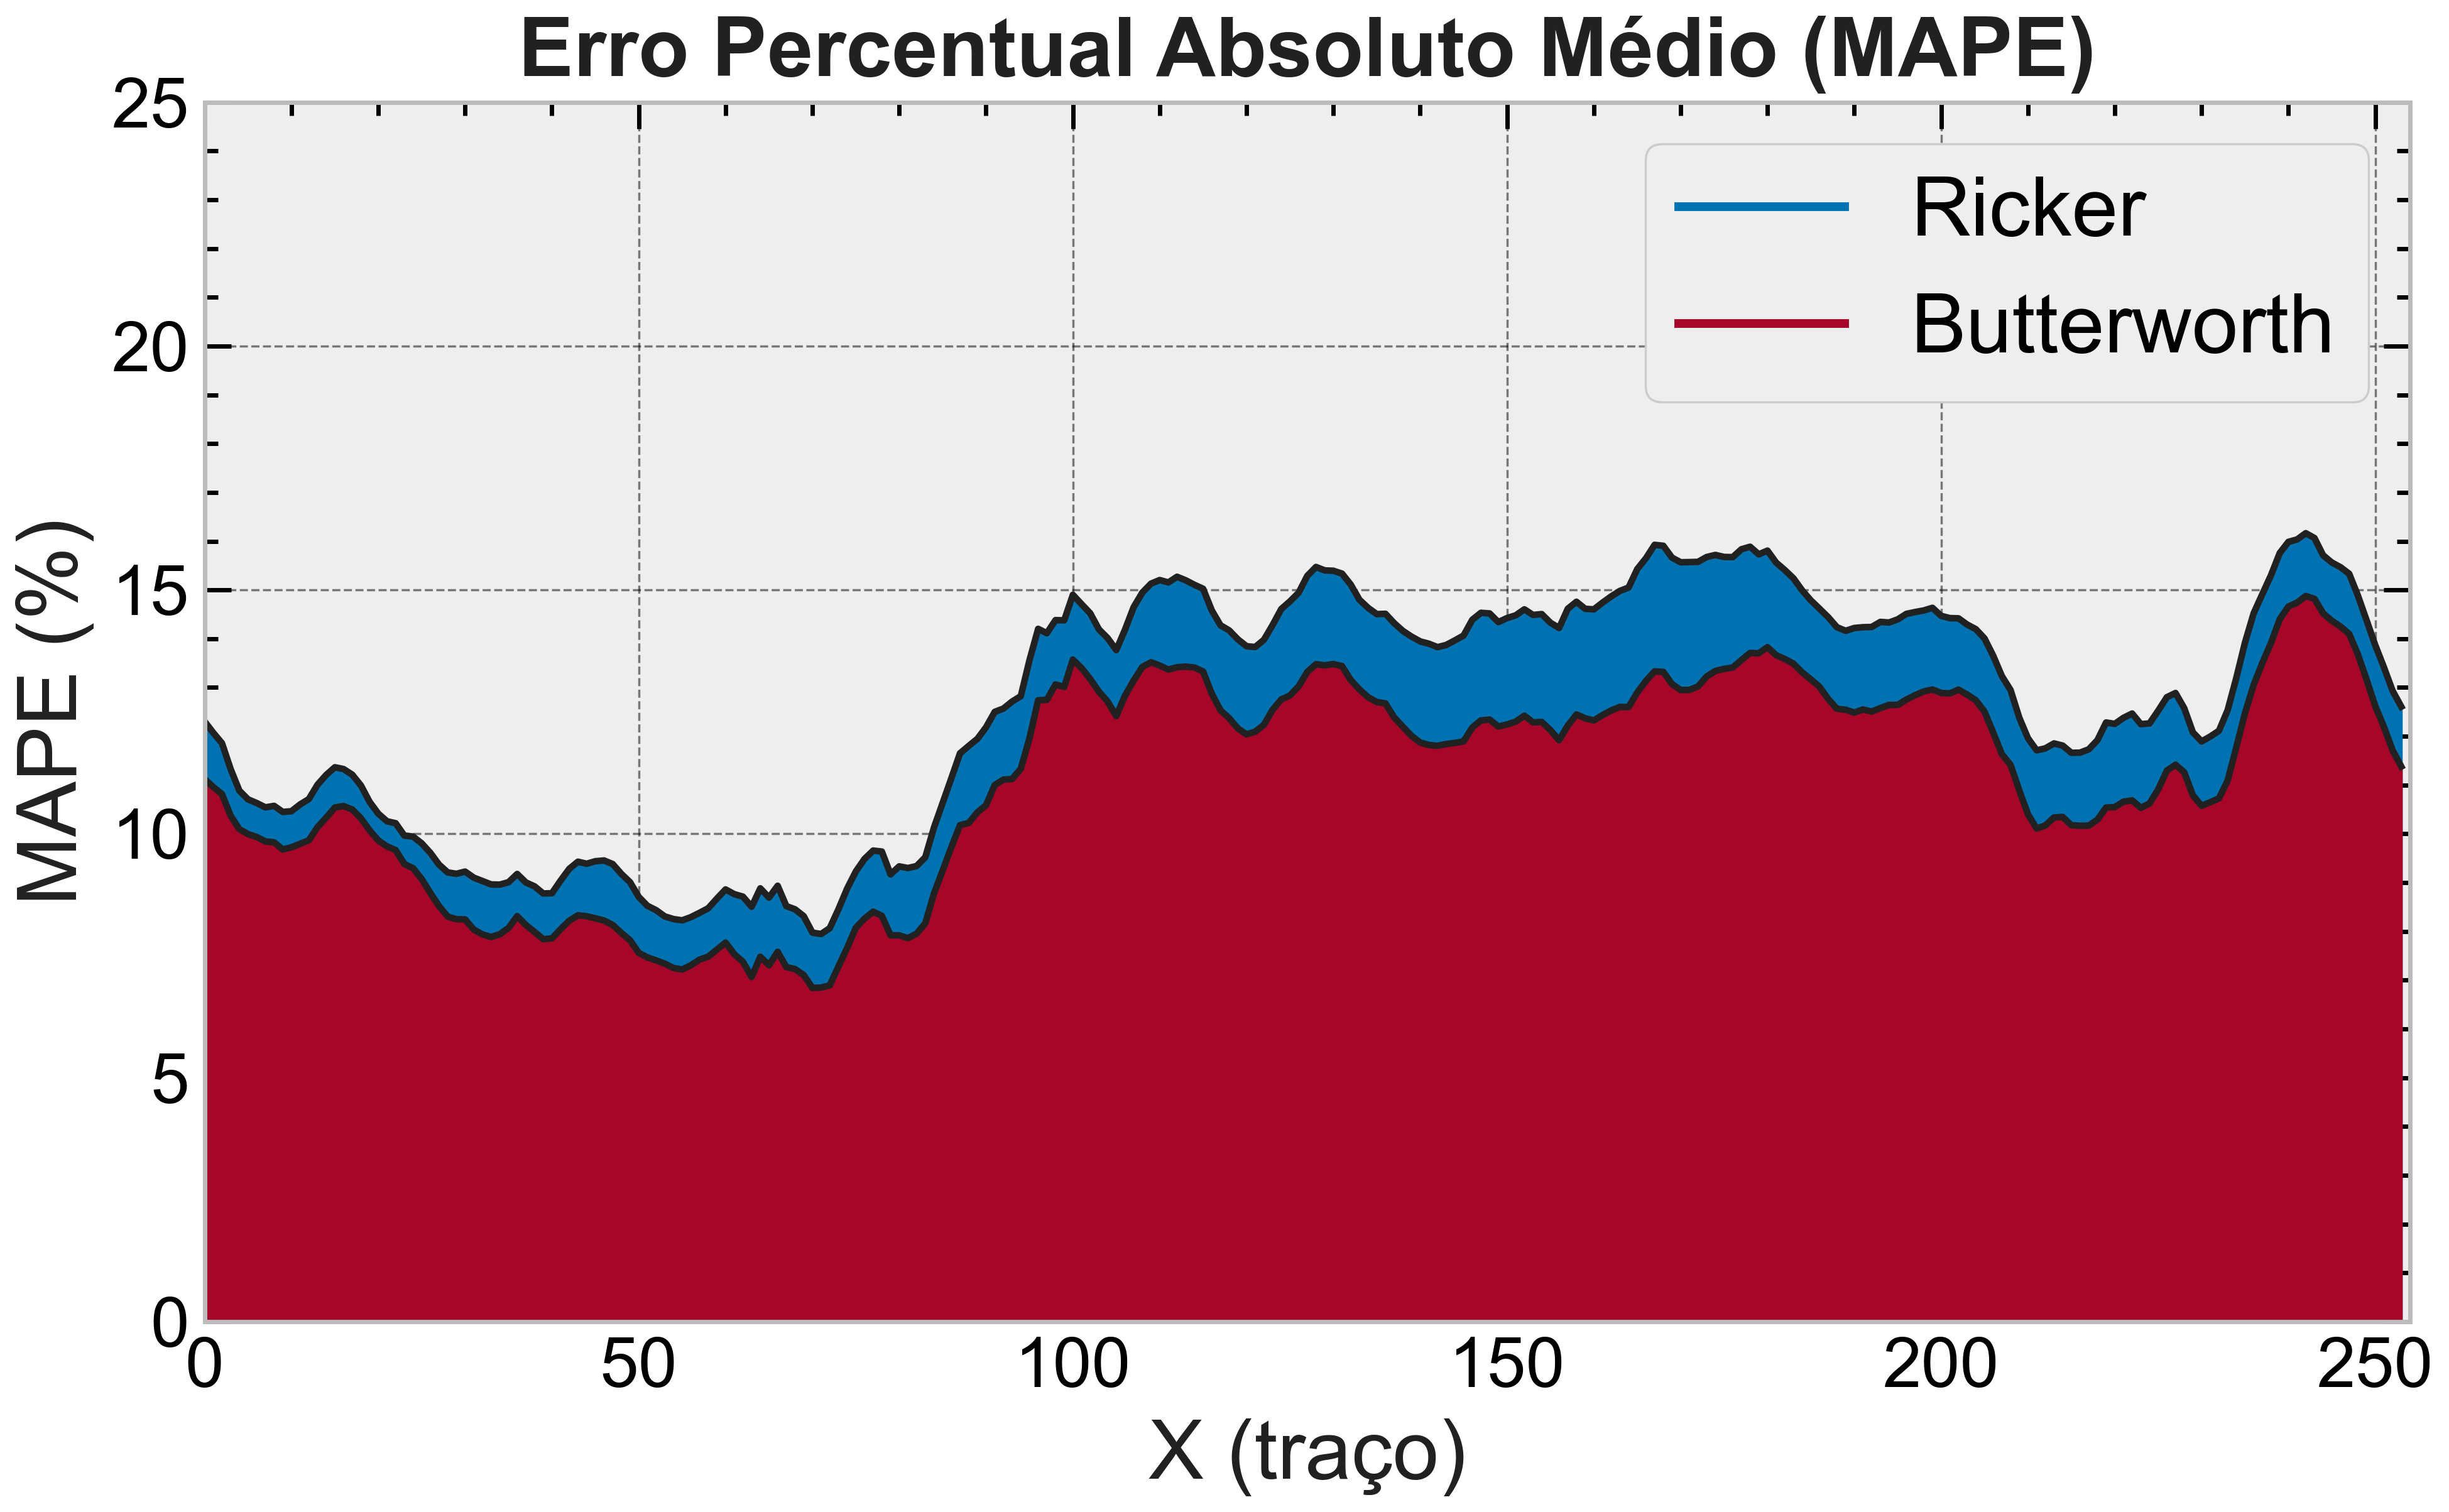 Erro Percentual Absoluto Médio (MAPE)
25
20
15
10
5
0
MAPE (%)
Ricker
Butterworth
0 50 100 150 200 250
X (traço)